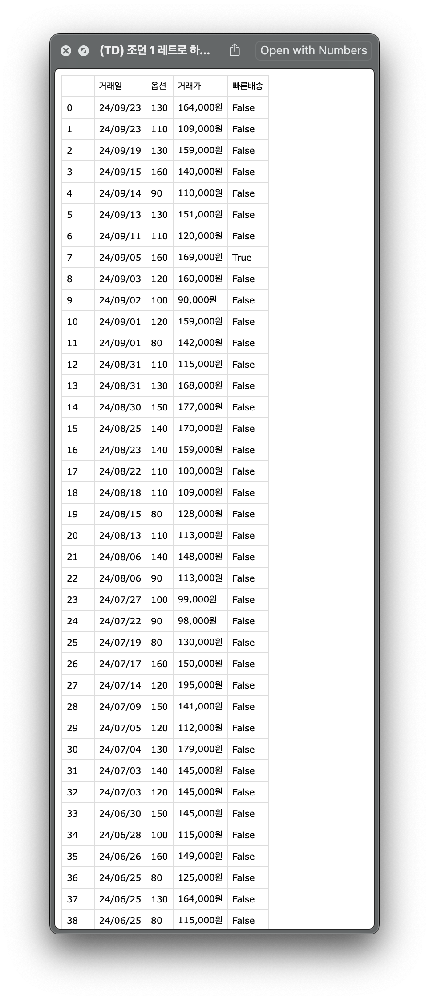 (TD) 조던 1 레트로 하... Open with Numbers
거래일 옵션 거래가 빠른배송
0 24/09/23 130 164,000원 False
1 24/09/23 110 109,000원 False
2 24/09/19 130 159,000원 False
3 24/09/15 160 140,000원 False
4 24/09/14 90 110,000원 False
5 24/09/13 130 151,000원 False
6 24/09/11 110 120,000원 False
7 24/09/05 160 169,000원 True
8 24/09/03 120 160,000원 False
9 24/09/02 100 90,000원 False
10 24/09/01 120 159,000원 False
11 24/09/01 80 142,000원 False
12 24/08/31 110 115,000원 False
13 24/08/31 130 168,000원 False
14 24/08/30 150 177,000원 False
15 24/08/25 140 170,000원 False
16 24/08/23 140 159,000원 False
17 24/08/22 110 100,000원 False
18 24/08/18 110 109,000원 False
19 24/08/15 80 128,000원 False
20 24/08/13 110 113,000원 False
21 24/08/06 140 148,000원 False
22 24/08/06 90 113,000원 False
23 24/07/27 100 99,000원 False
24 24/07/22 90 98,000원 False
25 24/07/19 80 130,000원 False
26 24/07/17 160 150,000원 False
27 24/07/14 120 195,000원 False
28 24/07/09 150 141,000원 False
29 24/07/05 120 112,000원 False
30 24/07/04 130 179,000원 False
31 24/07/03 140 145,000원 False
32 24/07/03 120 145,000원 False
33 24/06/30 150 145,000원 False
34 24/06/28 100 115,000원 False
35 24/06/26 160 149,000원 False
36 24/06/25 80 125,000원 False
37 24/06/25 130 164,000원 False
38 24/06/25 80 115,000원 False